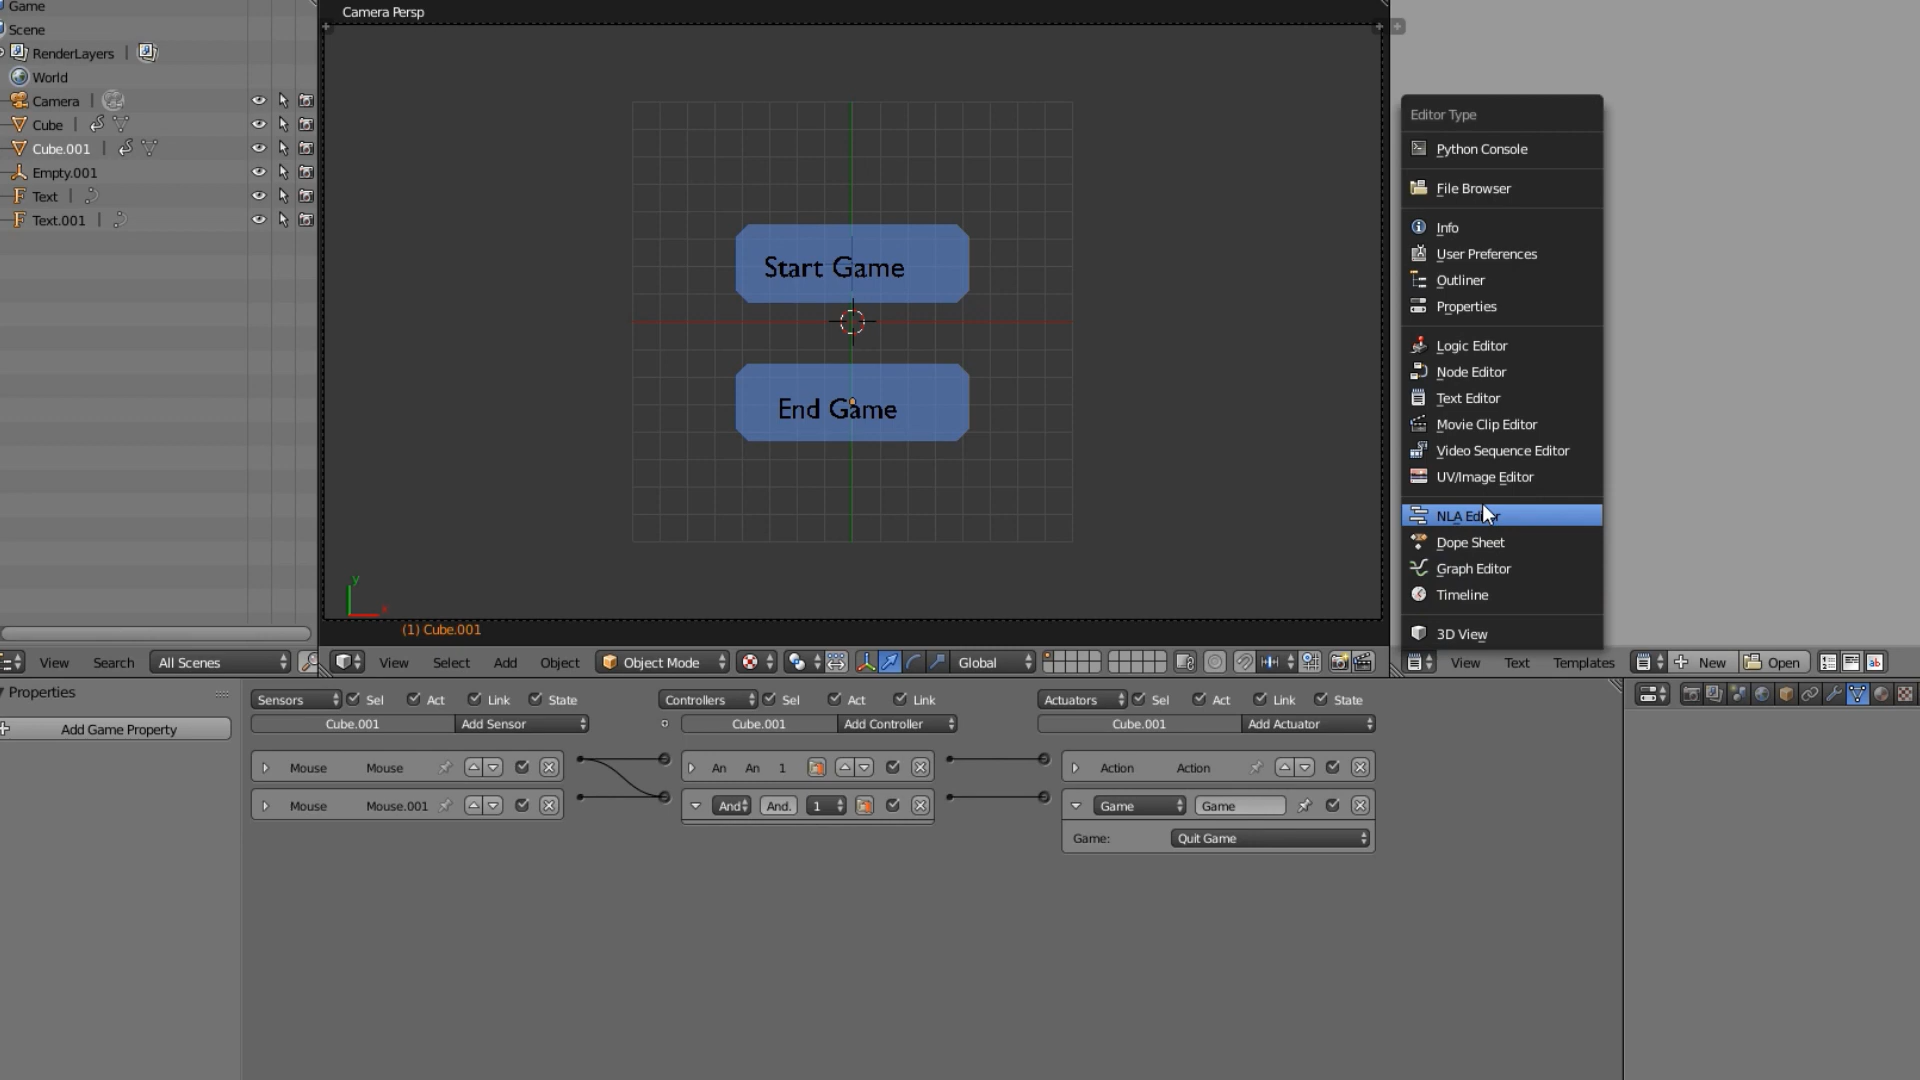 Game
Scene
RenderLayers
World
Camera
Cube
Cube.001
Empty.001
Text
Text.001
Camera Persp
Start Game
End Game
y
x
(1) Cube.001
Editor Type
Python Console
File Browser
Info
User Preferences
Outliner
Properties
Logic Editor
Node Editor
Text Editor
Movie Clip Editor
Video Sequence Editor
UV/Image Editor
NLA Editor
Dope Sheet
Graph Editor
Timeline
3D View
View Search All Scenes
View Select Add Object Object Mode Global
View Text Templates New Open
Properties
Add Game Property
Sensors Sel Act Link State
Cube.001 Add Sensor
Mouse Mouse
Mouse Mouse.001
Controllers Sel Act Link
Cube.001 Add Controller
An An 1
And And. 1
Actuators Sel Act Link State
Cube.001 Add Actuator
Action Action
Game Game
Game: Quit Game